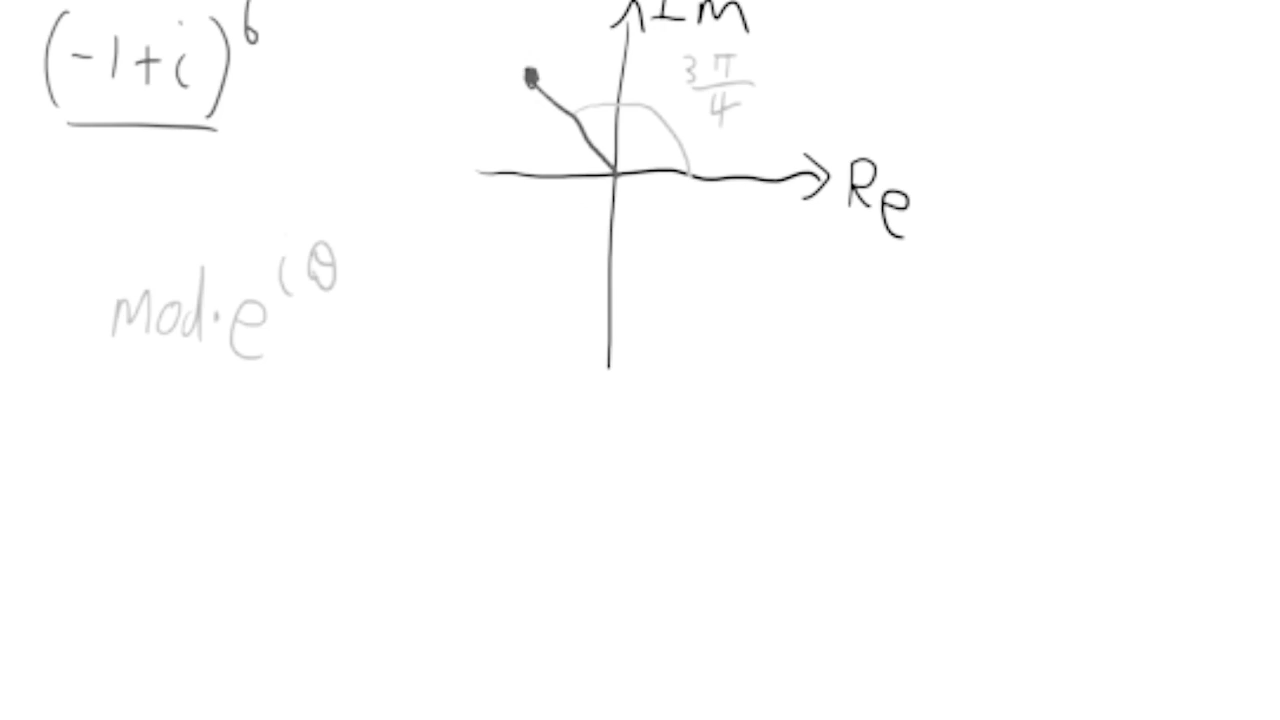 (-1+i)^6
Im
3π/4
Re
mod·e^{iθ}